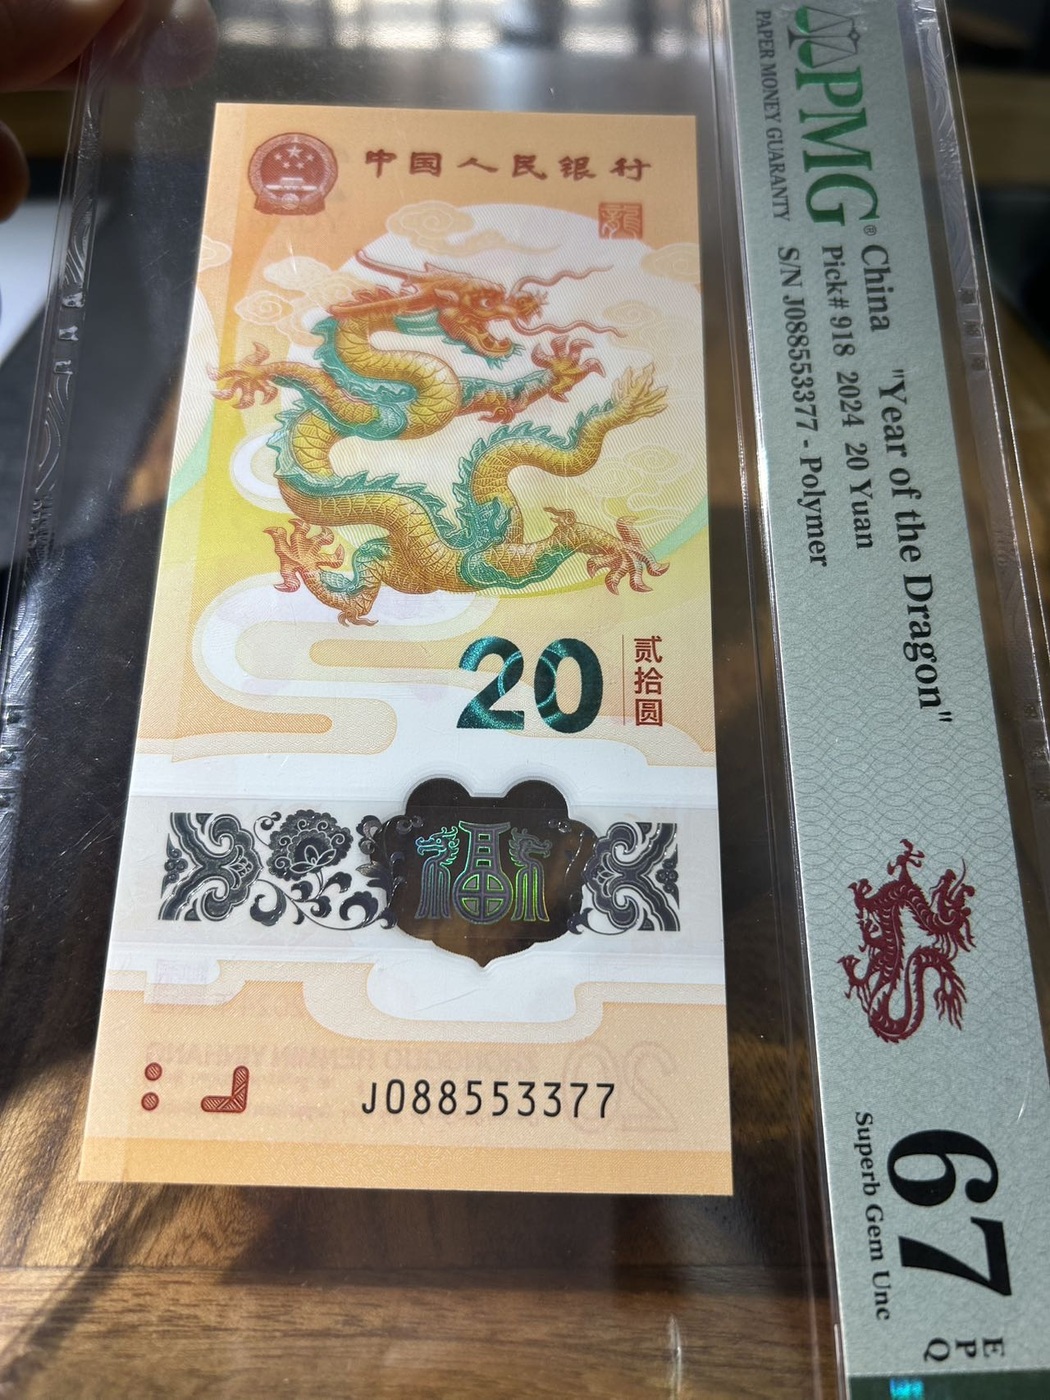 中国人民银行
龍
20
贰拾圆
福
J088553377
PMG®
PAPER MONEY GUARANTY
China "Year of the Dragon"
Pick# 918 2024 20 Yuan
S/N J088553377 - Polymer
67
Superb Gem Unc
E
P
Q